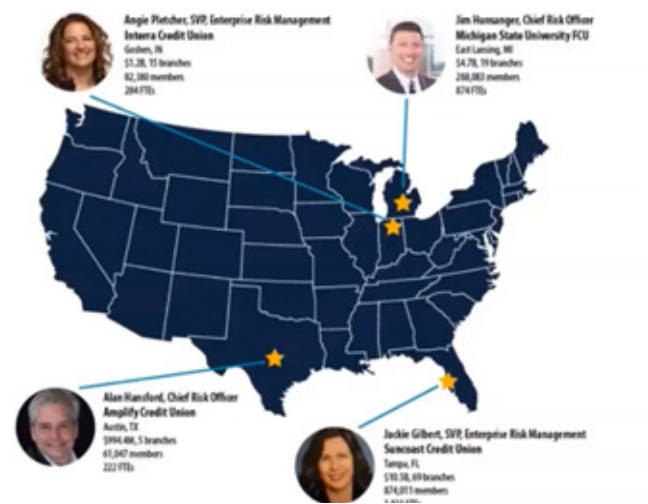 Angie Pletcher, SVP, Enterprise Risk Management
Interra Credit Union
Goshen, IN
$1.2B, 15 branches
82,380 members
284 FTEs
Jim Hunsanger, Chief Risk Officer
Michigan State University FCU
East Lansing, MI
$4.7B, 19 branches
288,083 members
874 FTEs
Alan Hansford, Chief Risk Officer
Amplify Credit Union
Austin, TX
$994.4M, 5 branches
61,047 members
222 FTEs
Jackie Gilbert, SVP, Enterprise Risk Management
Suncoast Credit Union
Tampa, FL
$10.5B, 69 branches
874,011 members
FTEs